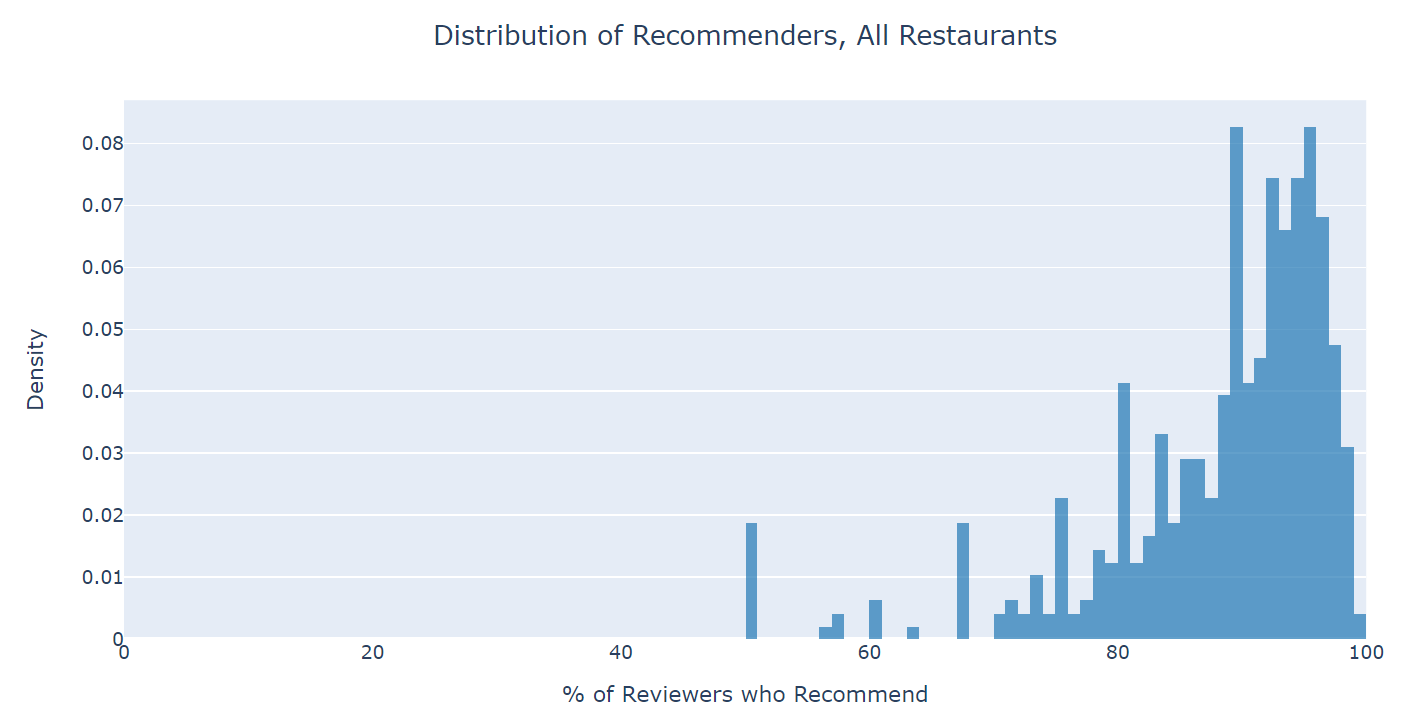 Distribution of Recommenders, All Restaurants
0.08
0.07
0.06
0.05
0.04
0.03
0.02
0.01
0
Density
0 20 40 60 80 100
% of Reviewers who Recommend